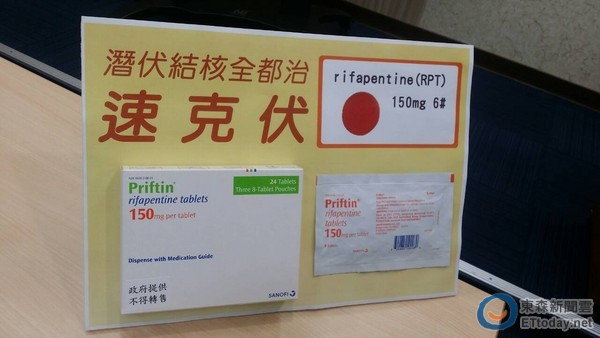 潛伏結核全都治
速克伏
rifapentine(RPT)
150mg 6#
Priftin®
rifapentine tablets
150mg per tablet
24 Tablets
Three 8-Tablet Pouches
Dispense with Medication Guide
政府提供
不得轉售
SANOFI
Priftin®
rifapentine
tablets
150mg per tablet
東森新聞雲
ETtoday.net